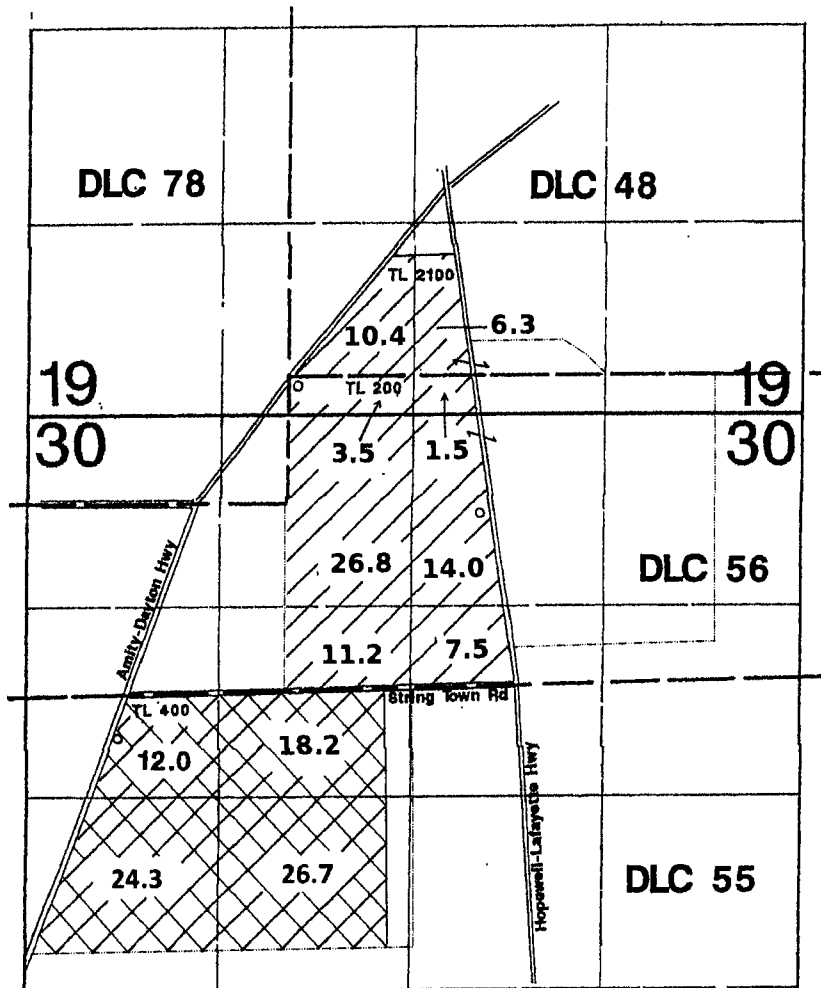 DLC 78
DLC 48
TL 2100
10.4
6.3
19
TL 200
19
30
3.5
1.5
30
26.8
14.0
DLC 56
Amity-Dayton Hwy
11.2
7.5
String Town Rd
TL 400
12.0
18.2
Hopewell-Lafayette Hwy
24.3
26.7
DLC 55